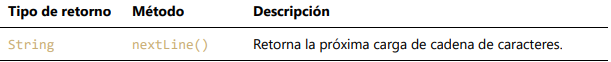 Tipo de retorno Método Descripción
String nextLine() Retorna la próxima carga de cadena de caracteres.